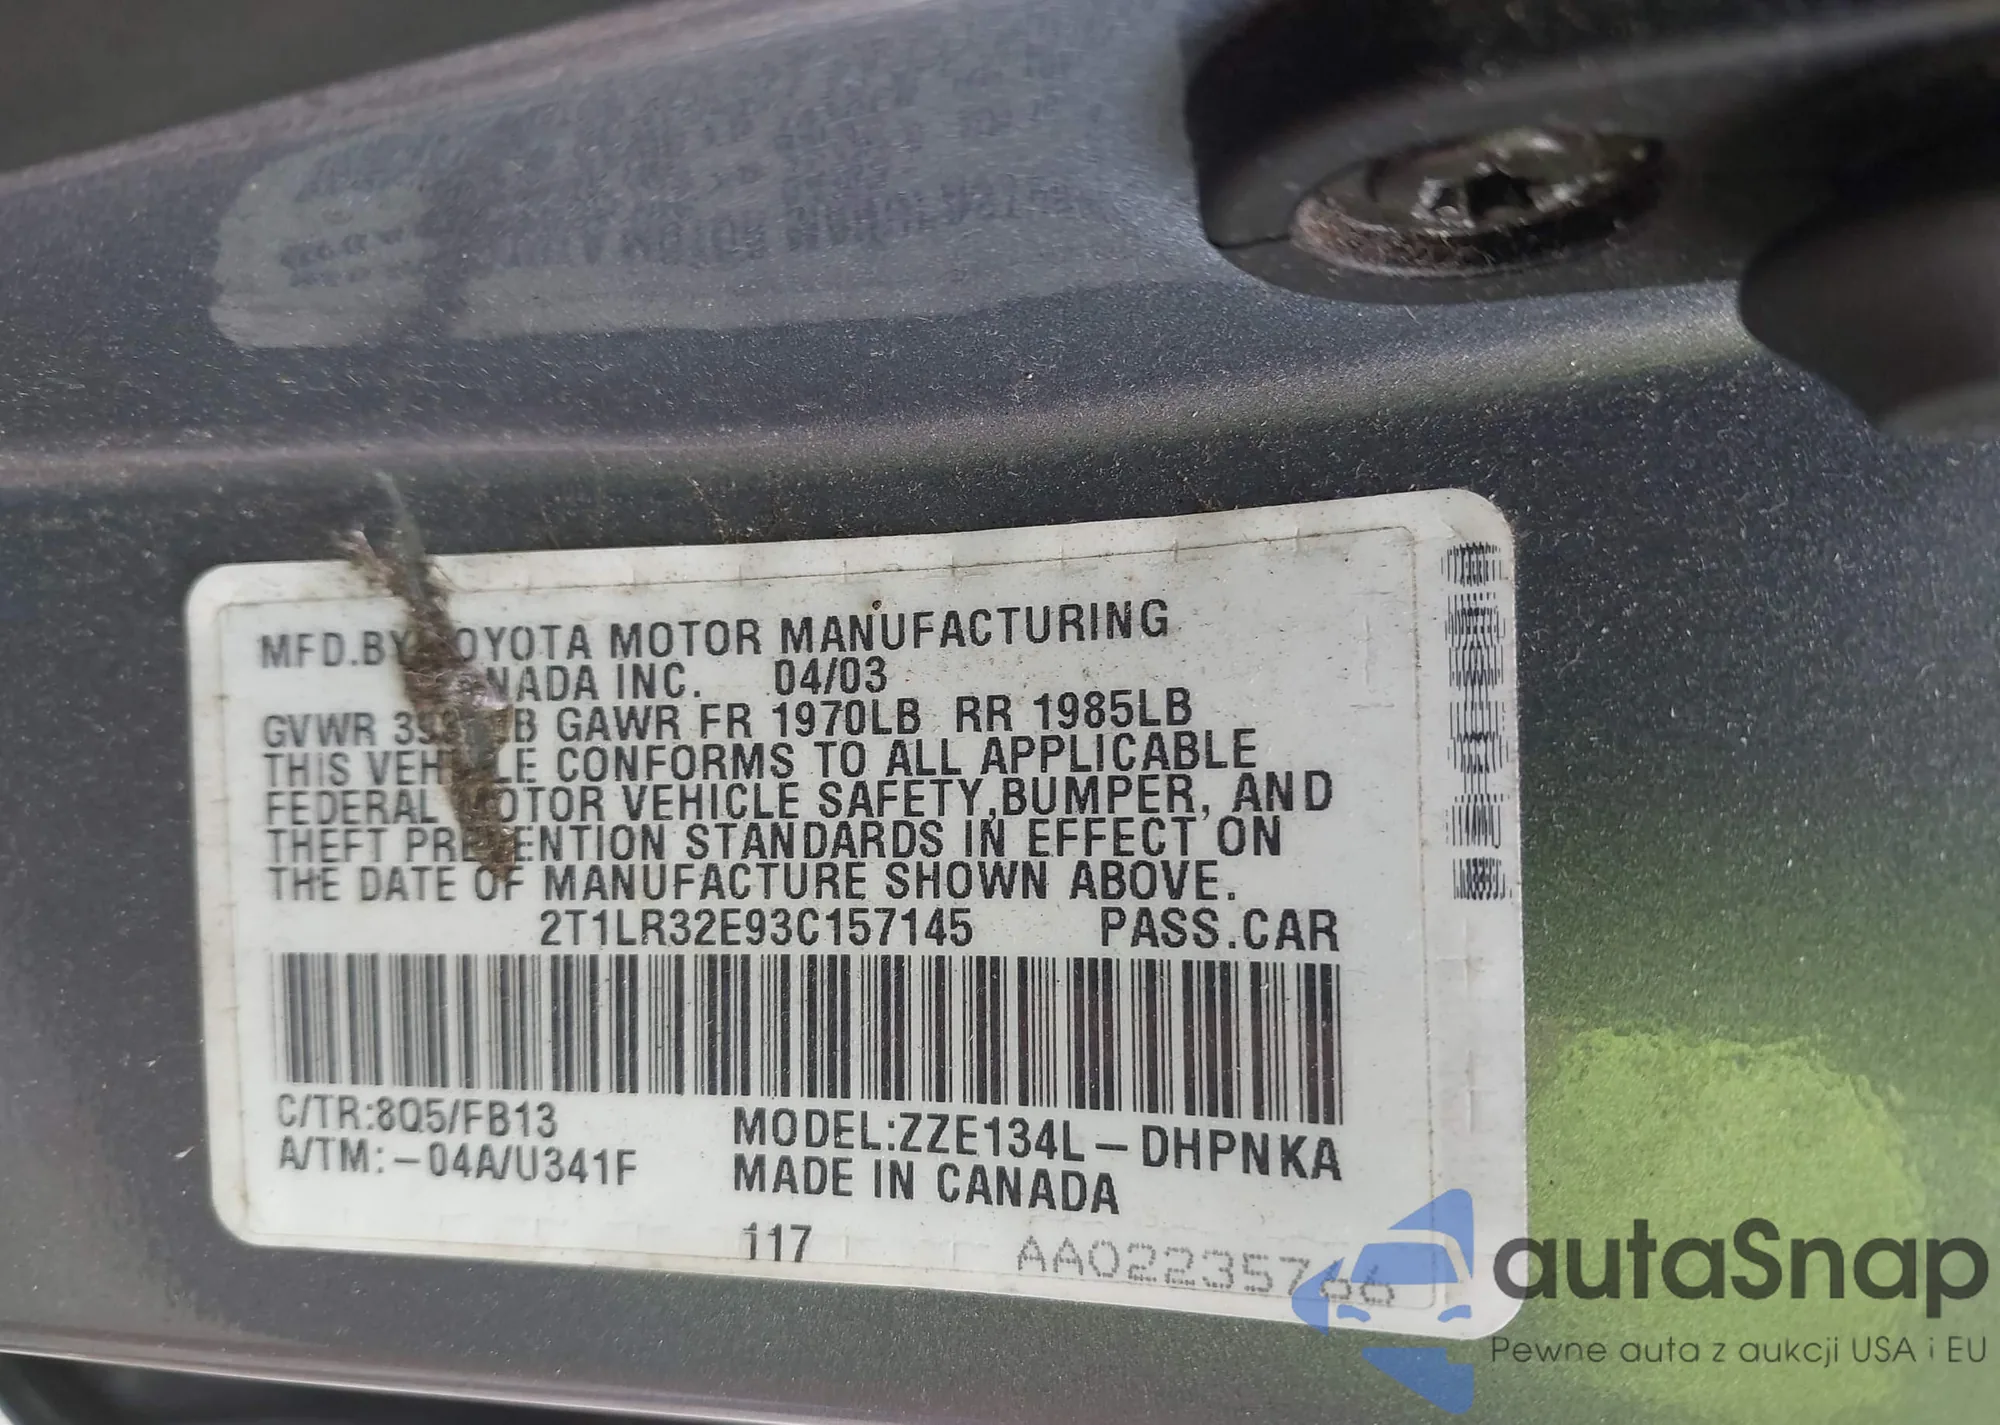 MFD.BY TOYOTA MOTOR MANUFACTURING
CANADA INC. 04/03
GVWR GAWR FR 1970LB RR 1985LB
THIS VEHICLE CONFORMS TO ALL APPLICABLE
FEDERAL MOTOR VEHICLE SAFETY,BUMPER, AND
THEFT PREVENTION STANDARDS IN EFFECT ON
THE DATE OF MANUFACTURE SHOWN ABOVE.
2T1LR32E93C157145 PASS.CAR
C/TR:8Q5/FB13
A/TM:-04A/U341F
MODEL:ZZE134L-DHPNKA
MADE IN CANADA
117
AA02235766
autaSnap
Pewne auta z aukcji USA i EU